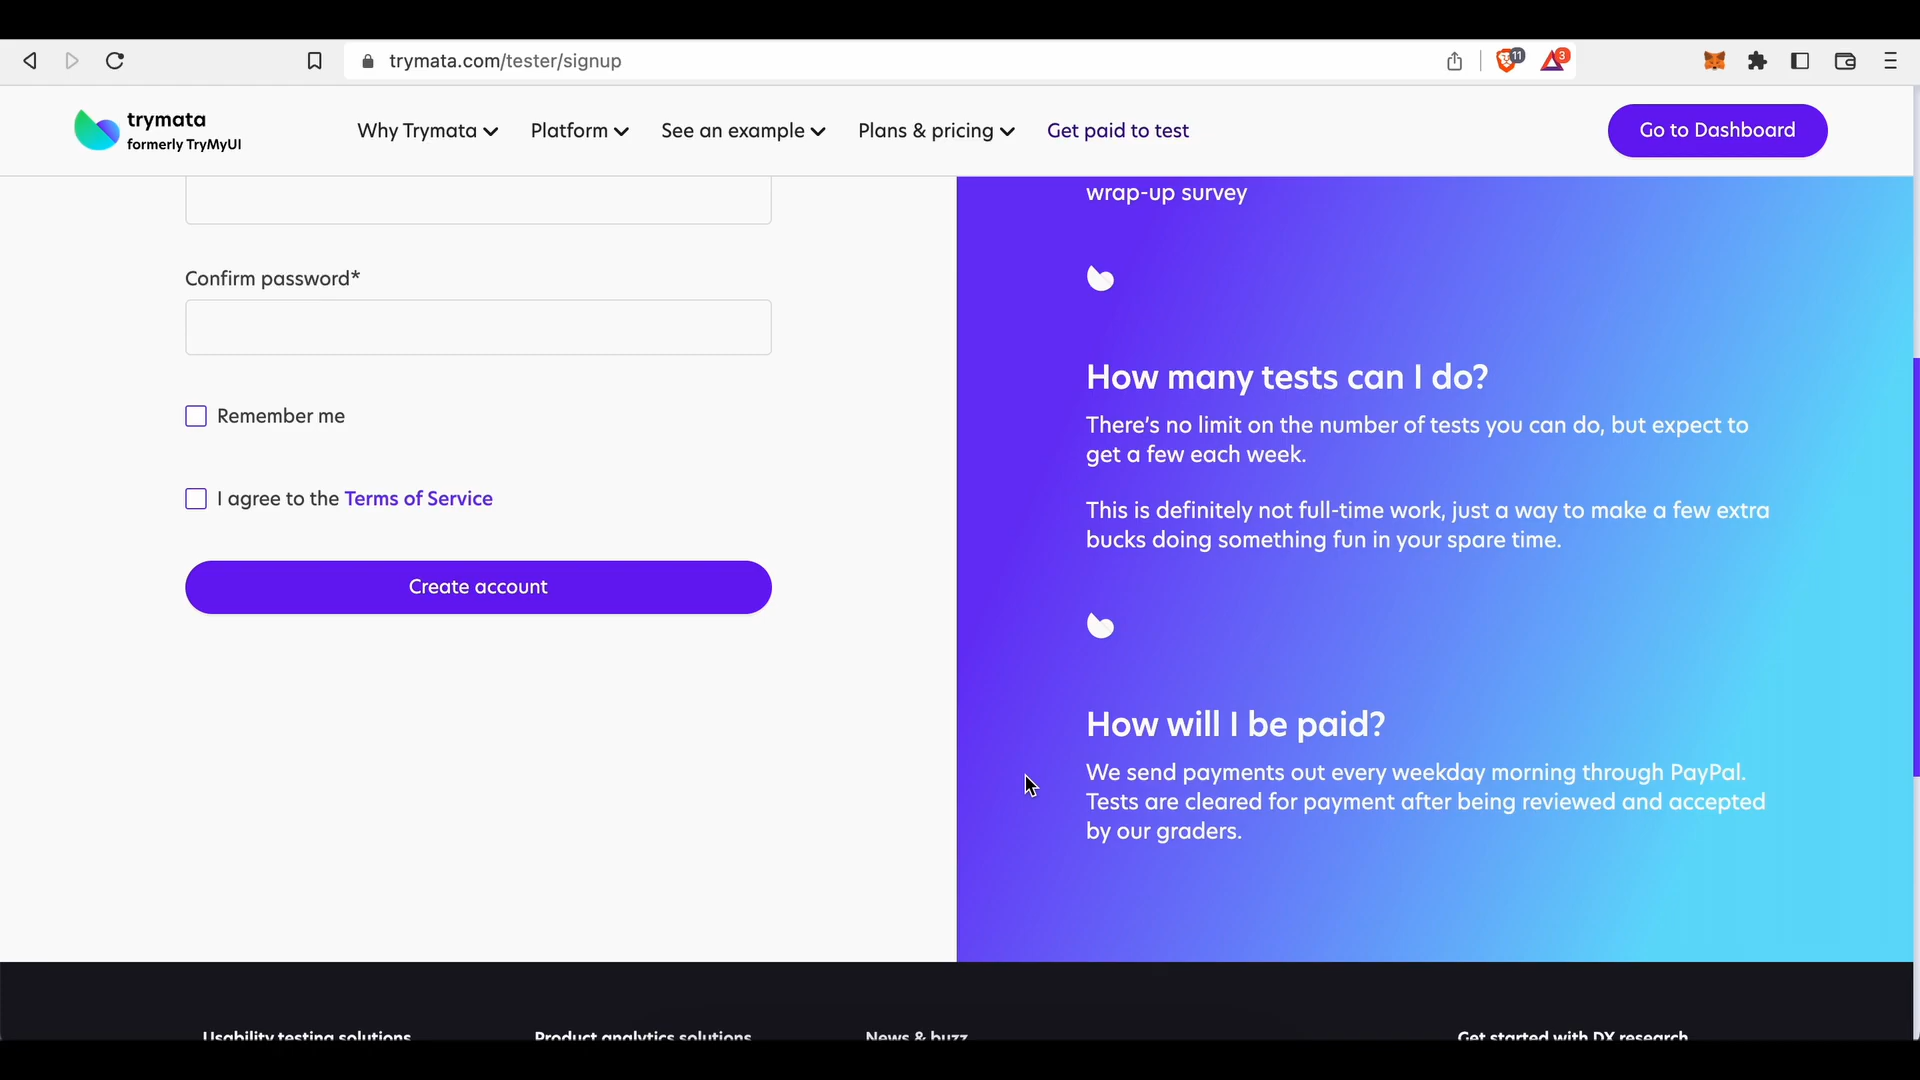 trymata.com/tester/signup
11
3
trymata
formerly TryMyUI
Why Trymata
Platform
See an example
Plans & pricing
Get paid to test
Go to Dashboard
Confirm password*
Remember me
I agree to the Terms of Service
Create account
wrap-up survey
How many tests can I do?
There's no limit on the number of tests you can do, but expect to
get a few each week.
This is definitely not full-time work, just a way to make a few extra
bucks doing something fun in your spare time.
How will I be paid?
We send payments out every weekday morning through PayPal.
Tests are cleared for payment after being reviewed and accepted
by our graders.
Usability testing solutions
Product analytics solutions
News & buzz
Get started with DX research